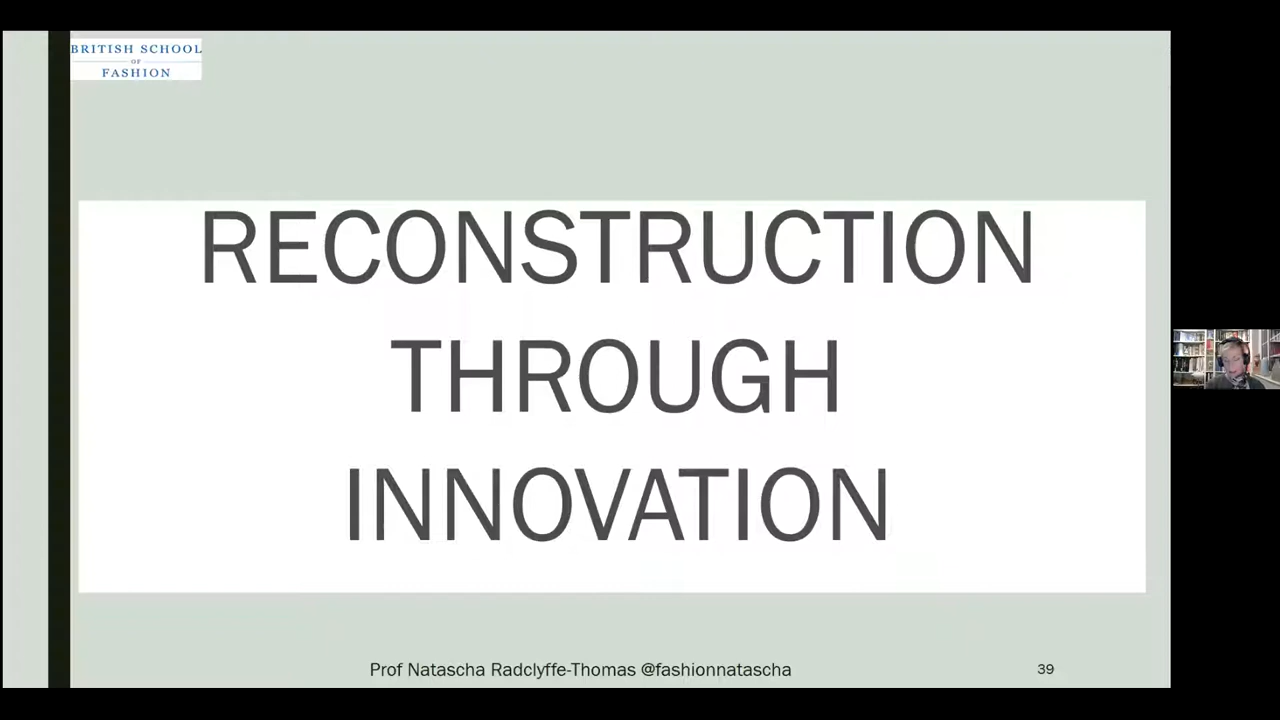 BRITISH SCHOOL
OF
FASHION
RECONSTRUCTION
THROUGH
INNOVATION
Prof Natascha Radclyffe-Thomas @fashionnatascha
39